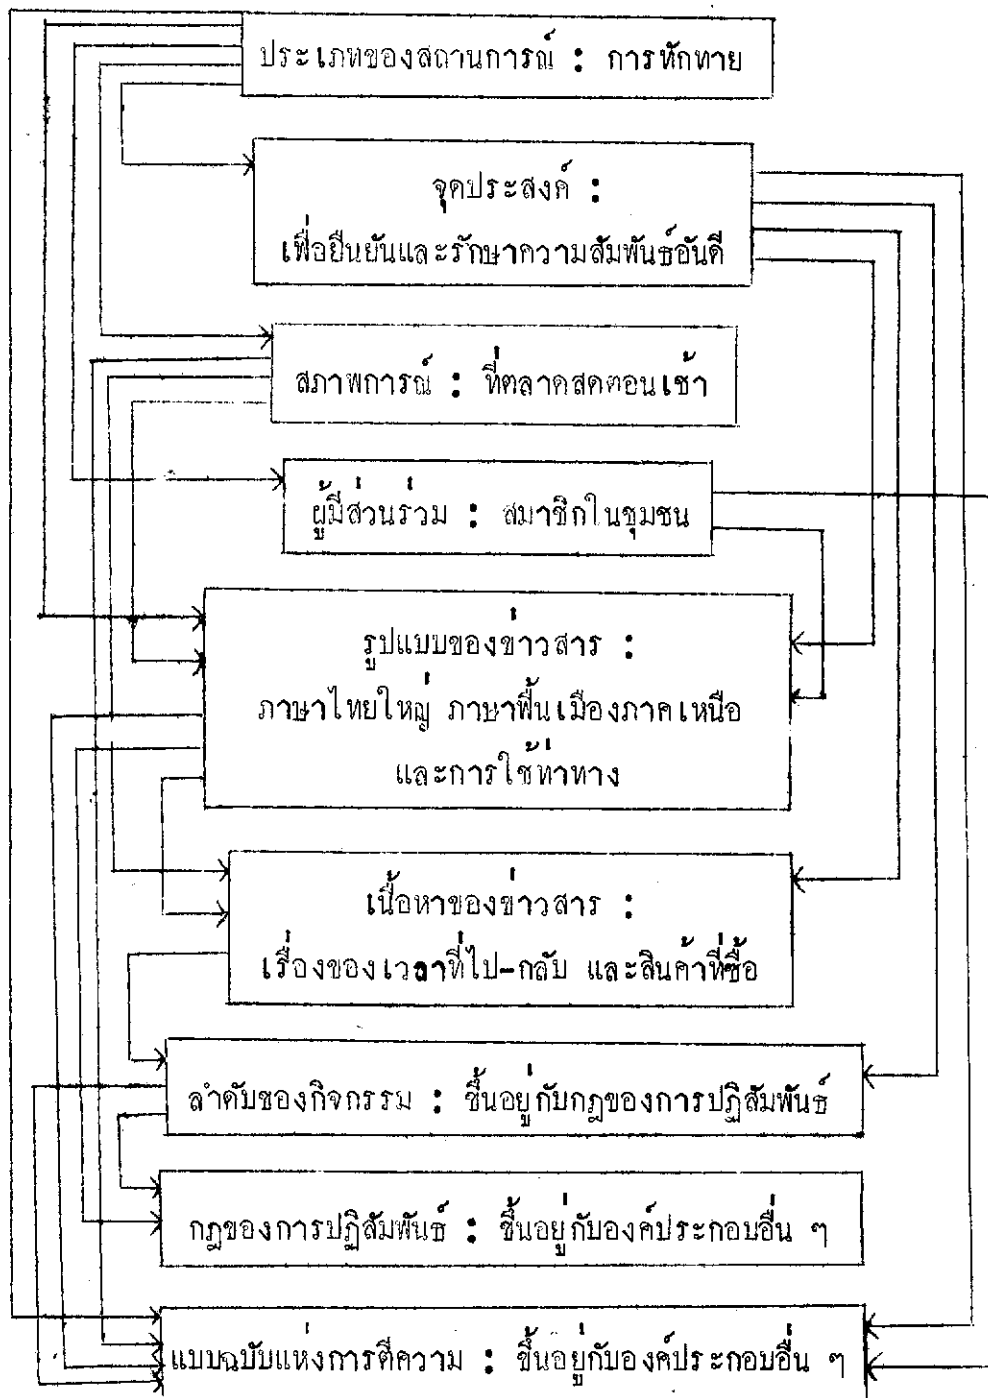 ประเภทของสถานการณ์ : การทักทาย
จุดประสงค์ :
เพื่อยืนยันและรักษาความสัมพันธ์อันดี
สภาพการณ์ : ที่ตลาดสดตอนเช้า
ผู้มีส่วนร่วม : สมาชิกในชุมชน
รูปแบบของข่าวสาร :
ภาษาไทยใหญ่ ภาษาพื้นเมืองภาคเหนือ
และการใช้ท่าทาง
เนื้อหาของข่าวสาร :
เรื่องของเวลาที่ไป-กลับ และสินค้าที่ซื้อ
ลำดับของกิจกรรม : ขึ้นอยู่กับกฎของการปฏิสัมพันธ์
กฎของการปฏิสัมพันธ์ : ขึ้นอยู่กับองค์ประกอบอื่น ๆ
แบบฉบับแห่งการตีความ : ขึ้นอยู่กับองค์ประกอบอื่น ๆ